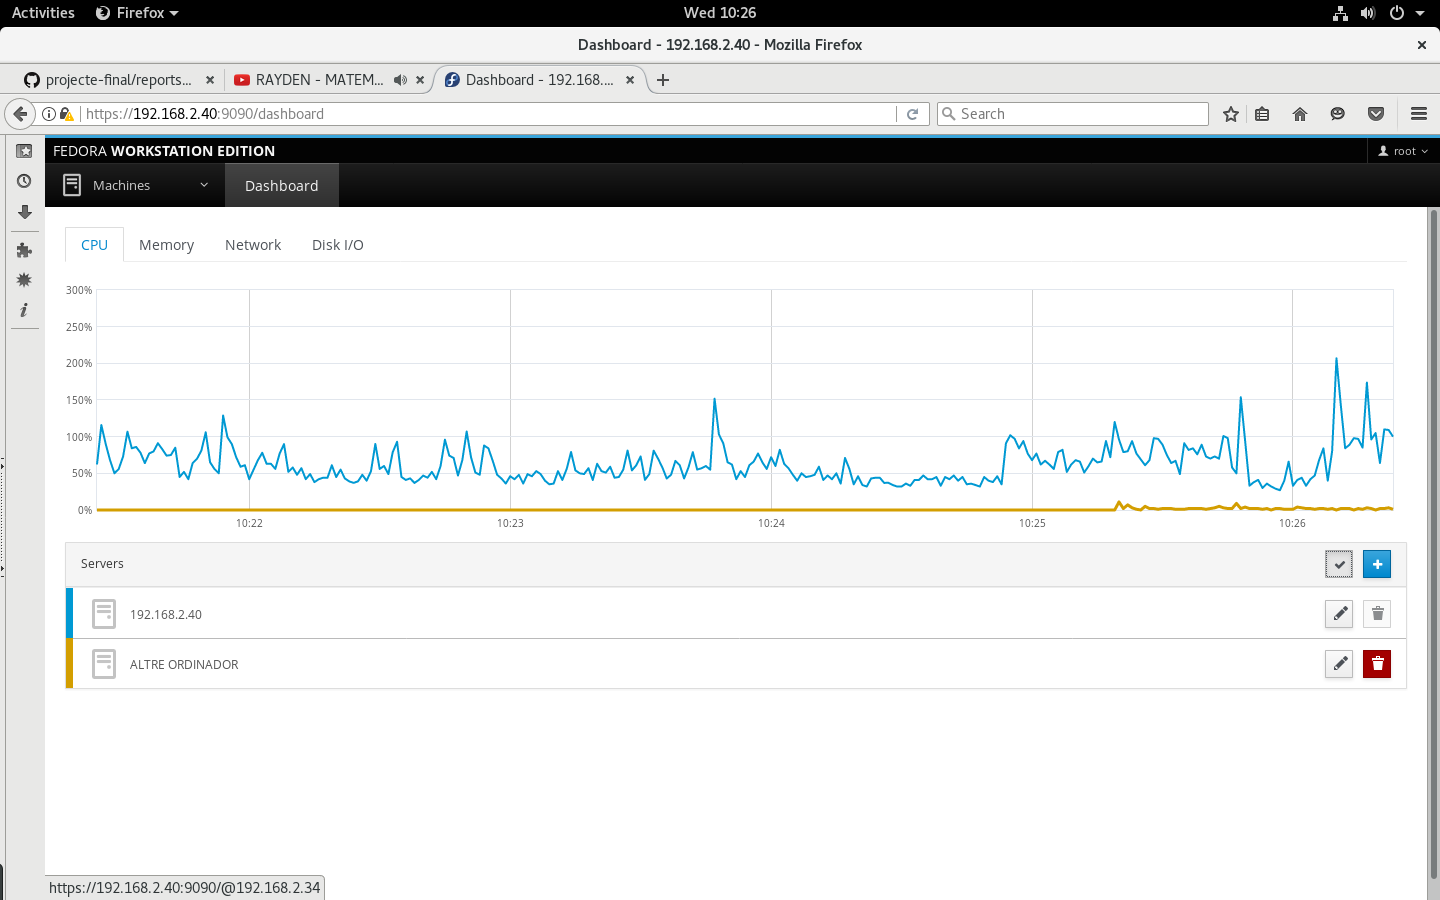 Activities Firefox Wed 10:26
Dashboard - 192.168.2.40 - Mozilla Firefox
projecte-final/reports... RAYDEN - MATEM... Dashboard - 192.168....
https://192.168.2.40:9090/dashboard Search
FEDORA WORKSTATION EDITION root
Machines Dashboard
CPU Memory Network Disk I/O
300%
250%
200%
150%
100%
50%
0%
10:22 10:23 10:24 10:25 10:26
Servers
192.168.2.40
ALTRE ORDINADOR
https://192.168.2.40:9090/@192.168.2.34